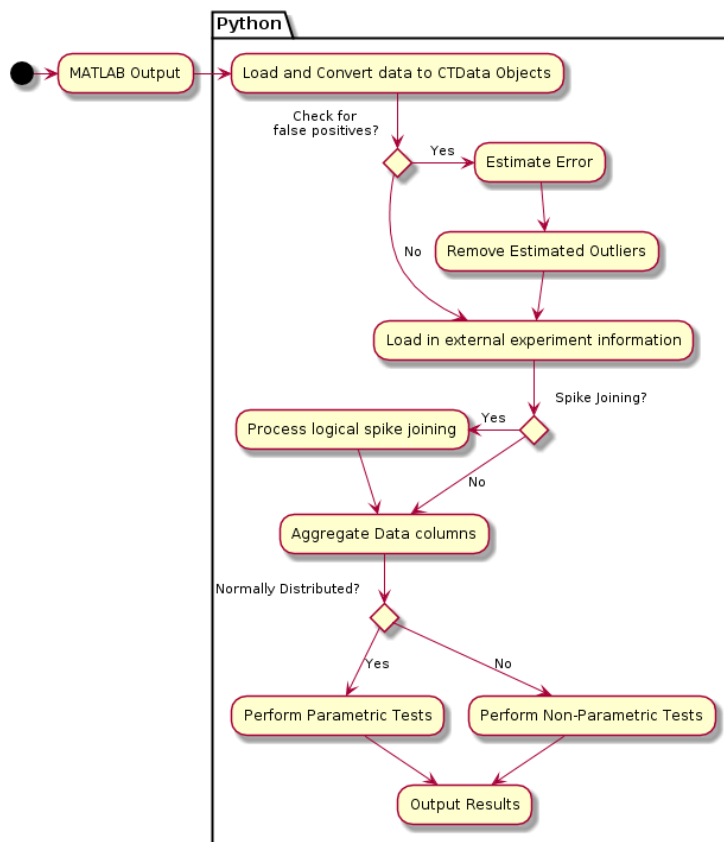 Python
MATLAB Output
Load and Convert data to CTData Objects
Check for
false positives?
Yes
Estimate Error
No
Remove Estimated Outliers
Load in external experiment information
Spike Joining?
Yes
Process logical spike joining
No
Aggregate Data columns
Normally Distributed?
Yes
No
Perform Parametric Tests
Perform Non-Parametric Tests
Output Results